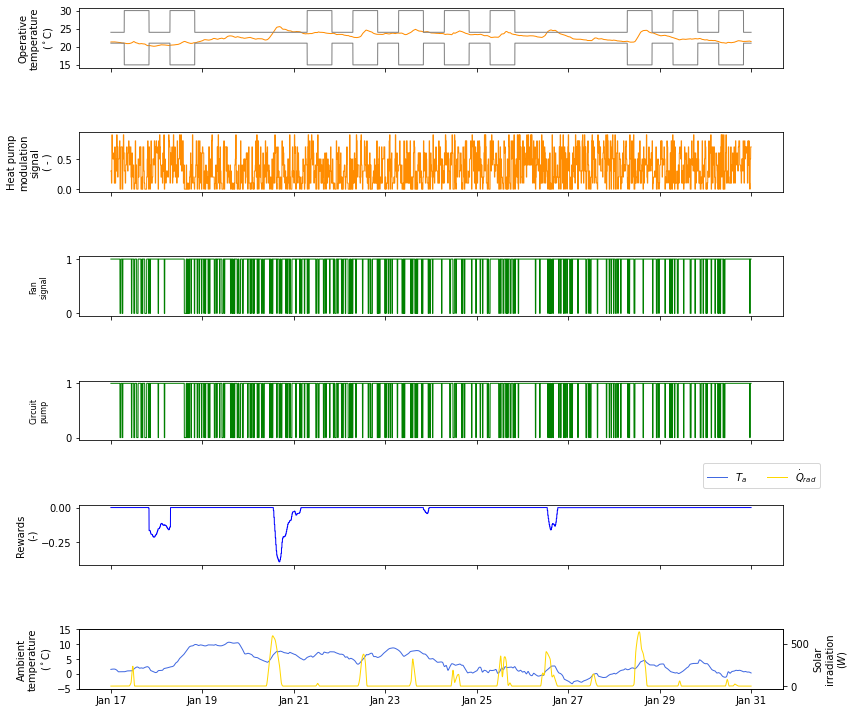 Operative
temperature
(°C)
30
25
20
15
Heat pump
modulation
signal
( - )
0.5
0.0
Fan
signal
1
0
Circuit
pump
1
0
T_a
Q̇_rad
Rewards
(-)
0.00
−0.25
Ambient
temperature
(°C)
15
10
5
0
−5
500
0
Solar
irradiation
(W)
Jan 17
Jan 19
Jan 21
Jan 23
Jan 25
Jan 27
Jan 29
Jan 31